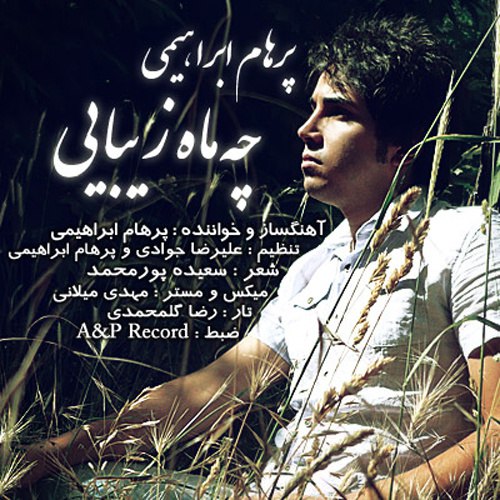 پرهام ابراهیمی
چه ماه زیبایی
آهنگساز و خواننده : پرهام ابراهیمی
تنظیم : علیرضا جوادی و پرهام ابراهیمی
شعر : سعیده پورمحمد
میکس و مستر : مهدی میلانی
تار : رضا گلمحمدی
ضبط : A&P Record